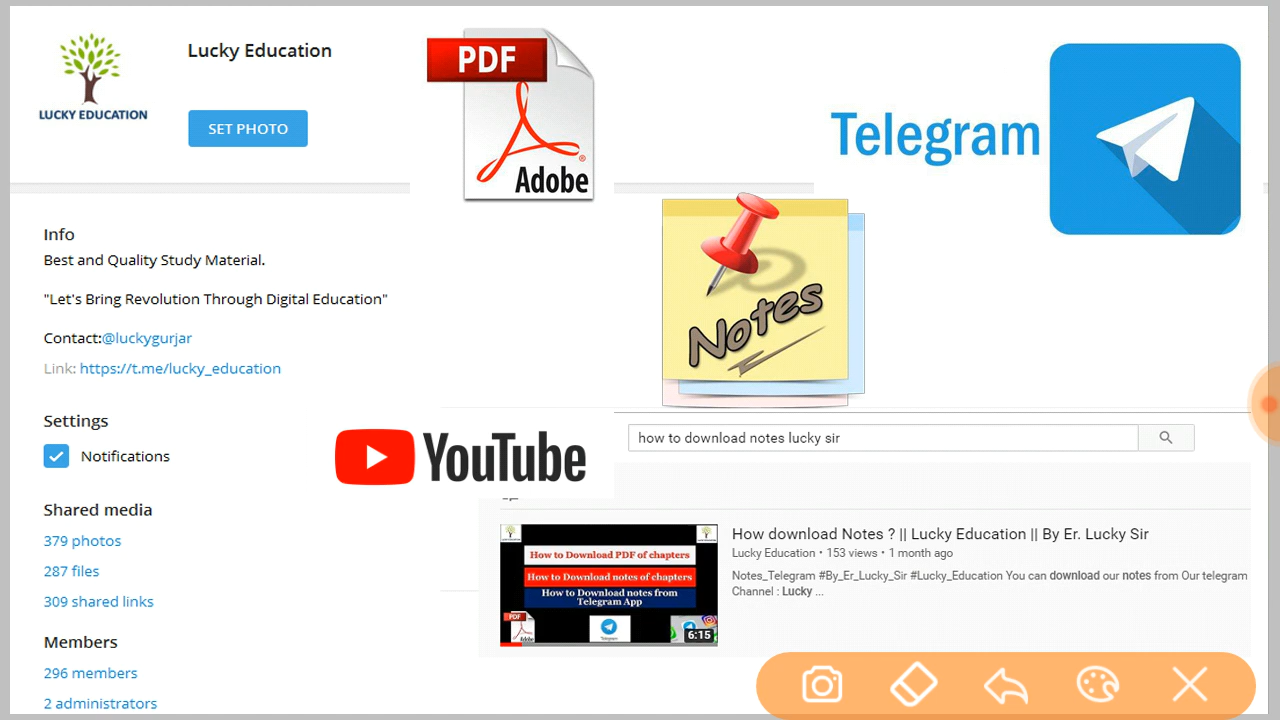 Lucky Education
LUCKY EDUCATION
SET PHOTO
PDF
Adobe
Telegram
Info
Best and Quality Study Material.
"Let's Bring Revolution Through Digital Education"
Contact:@luckygurjar
Link: https://t.me/lucky_education
Notes
Settings
Notifications
YouTube
how to download notes lucky sir
Shared media
379 photos
287 files
309 shared links
Members
296 members
2 administrators
How to Download PDF of chapters
How to Download notes of chapters
How to Download notes from
Telegram App
PDF
Adobe
Telegram
6:15
How download Notes ? || Lucky Education || By Er. Lucky Sir
Lucky Education • 153 views • 1 month ago
Notes_Telegram #By_Er_Lucky_Sir #Lucky_Education You can download our notes from Our telegram
Channel : Lucky ...